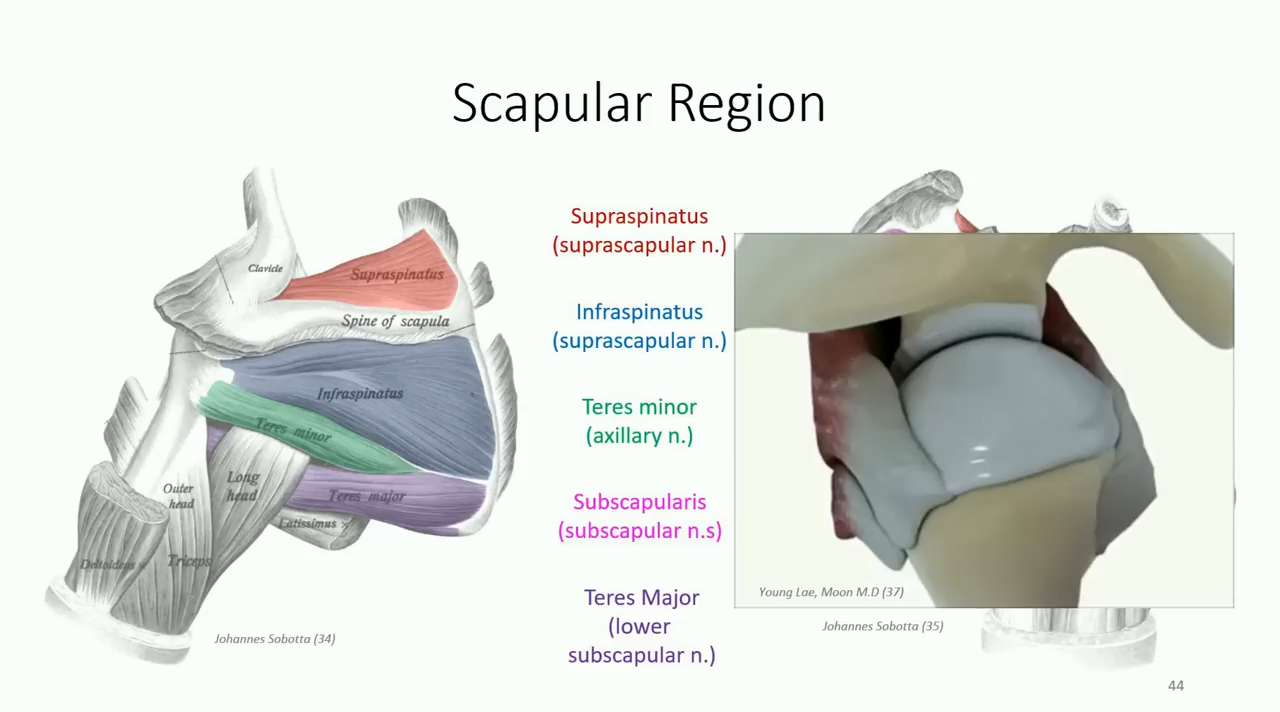 Scapular Region
Clavicle
Supraspinatus
Spine of scapula
Infraspinatus
Teres minor
Teres major
Long
head
Outer
head
Latissimus
Deltoideus
Triceps
Johannes Sobotta (34)
Supraspinatus
(suprascapular n.)
Infraspinatus
(suprascapular n.)
Teres minor
(axillary n.)
Subscapularis
(subscapular n.s)
Teres Major
(lower
subscapular n.)
Young Lae, Moon M.D (37)
Johannes Sobotta (35)
44